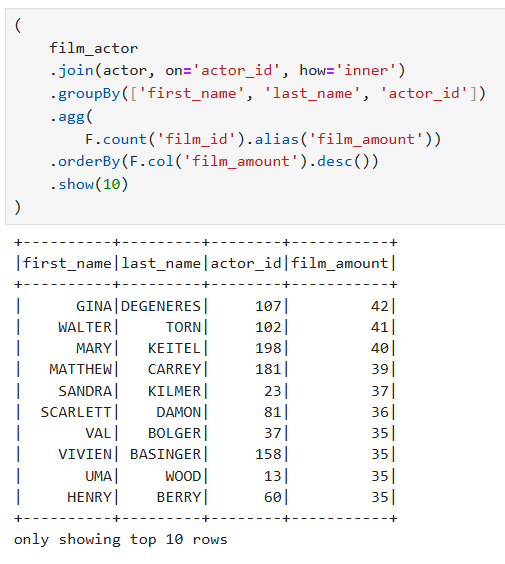 (
    film_actor
    .join(actor, on='actor_id', how='inner')
    .groupBy(['first_name', 'last_name', 'actor_id'])
    .agg(
        F.count('film_id').alias('film_amount'))
    .orderBy(F.col('film_amount').desc())
    .show(10)
)
+----------+---------+--------+-----------+
|first_name|last_name|actor_id|film_amount|
+----------+---------+--------+-----------+
|      GINA|DEGENERES|     107|         42|
|    WALTER|     TORN|     102|         41|
|      MARY|   KEITEL|     198|         40|
|   MATTHEW|   CARREY|     181|         39|
|    SANDRA|   KILMER|      23|         37|
|  SCARLETT|    DAMON|      81|         36|
|       VAL|   BOLGER|      37|         35|
|    VIVIEN| BASINGER|     158|         35|
|       UMA|     WOOD|      13|         35|
|     HENRY|    BERRY|      60|         35|
+----------+---------+--------+-----------+
only showing top 10 rows